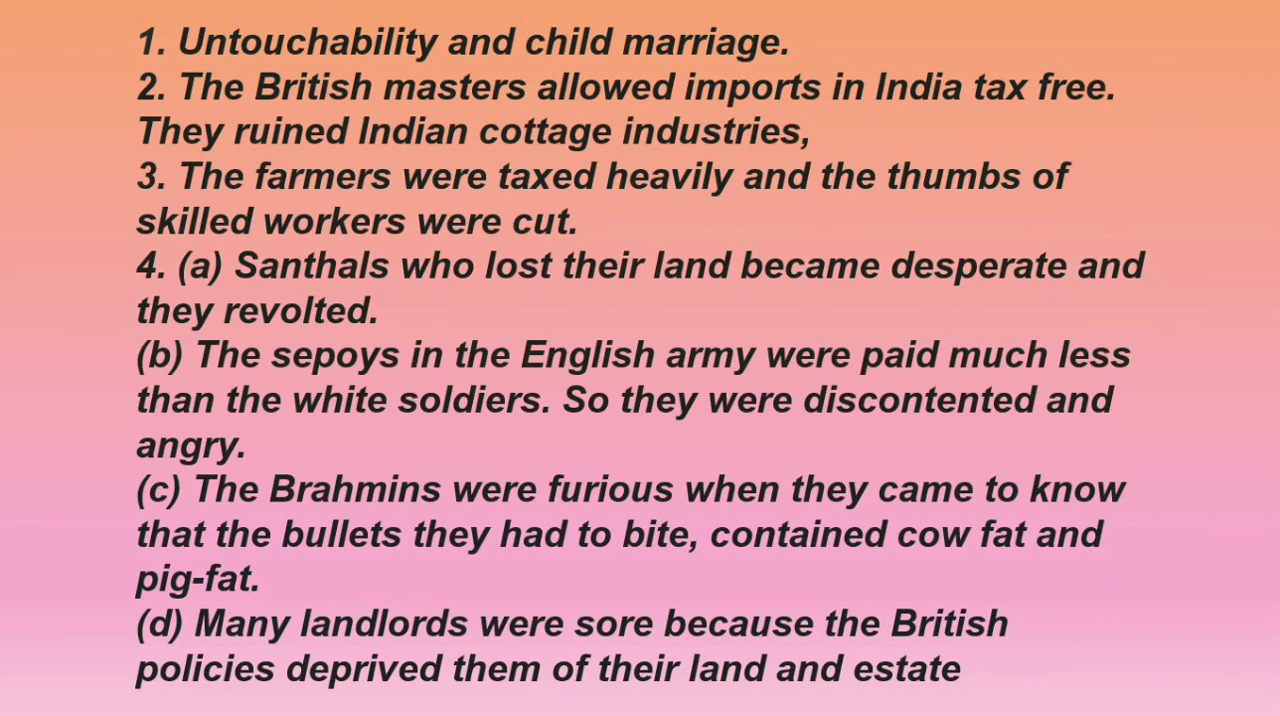 1. Untouchability and child marriage.
2. The British masters allowed imports in India tax free.
They ruined Indian cottage industries,
3. The farmers were taxed heavily and the thumbs of
skilled workers were cut.
4. (a) Santhals who lost their land became desperate and
they revolted.
(b) The sepoys in the English army were paid much less
than the white soldiers. So they were discontented and
angry.
(c) The Brahmins were furious when they came to know
that the bullets they had to bite, contained cow fat and
pig-fat.
(d) Many landlords were sore because the British
policies deprived them of their land and estate